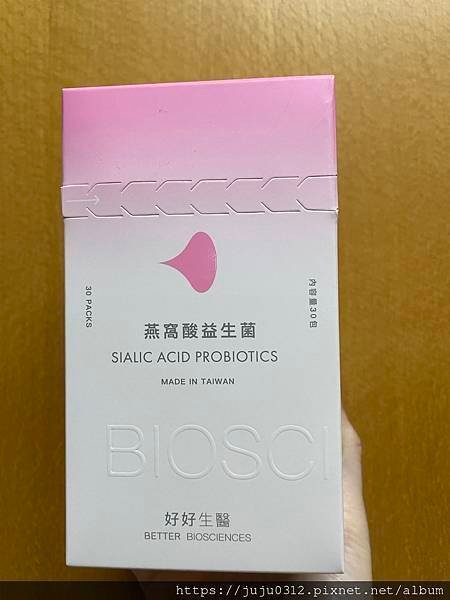 30 PACKS
內容量30包
燕窩酸益生菌
SIALIC ACID PROBIOTICS
MADE IN TAIWAN
BIOSCI
好好生醫
BETTER BIOSCIENCES
https://juju0312.pixnet.net/album